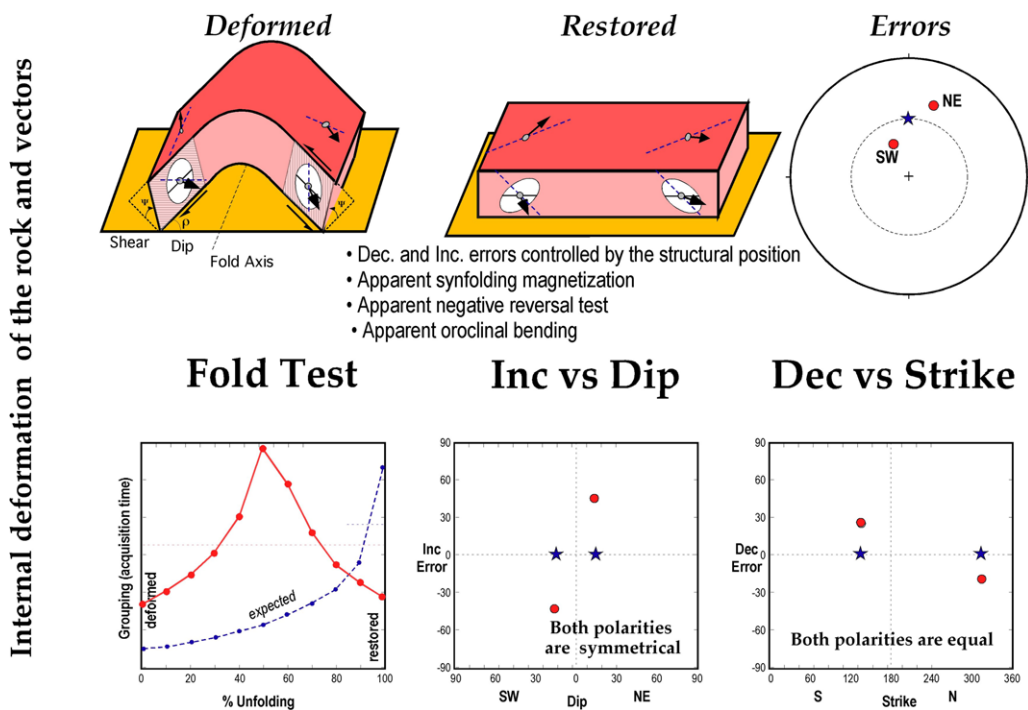 Internal deformation of the rock and vectors
Deformed
Restored
Errors
Ψ
ρ
Ψ
Shear
Dip
Fold Axis
NE
SW
• Dec. and Inc. errors controlled by the structural position
• Apparent synfolding magnetization
• Apparent negative reversal test
• Apparent oroclinal bending
Fold Test
Inc vs Dip
Dec vs Strike
Grouping (acquisition time)
deformed
expected
restored
0 20 40 60 80 100
% Unfolding
90
60
30
0
-30
-60
-90
Inc
Error
Both polarities
are symmetrical
90 60 30 0 30 60 90
SW Dip NE
90
60
30
0
-30
-60
-90
Dec
Error
Both polarities are equal
0 60 120 180 240 300 360
S Strike N